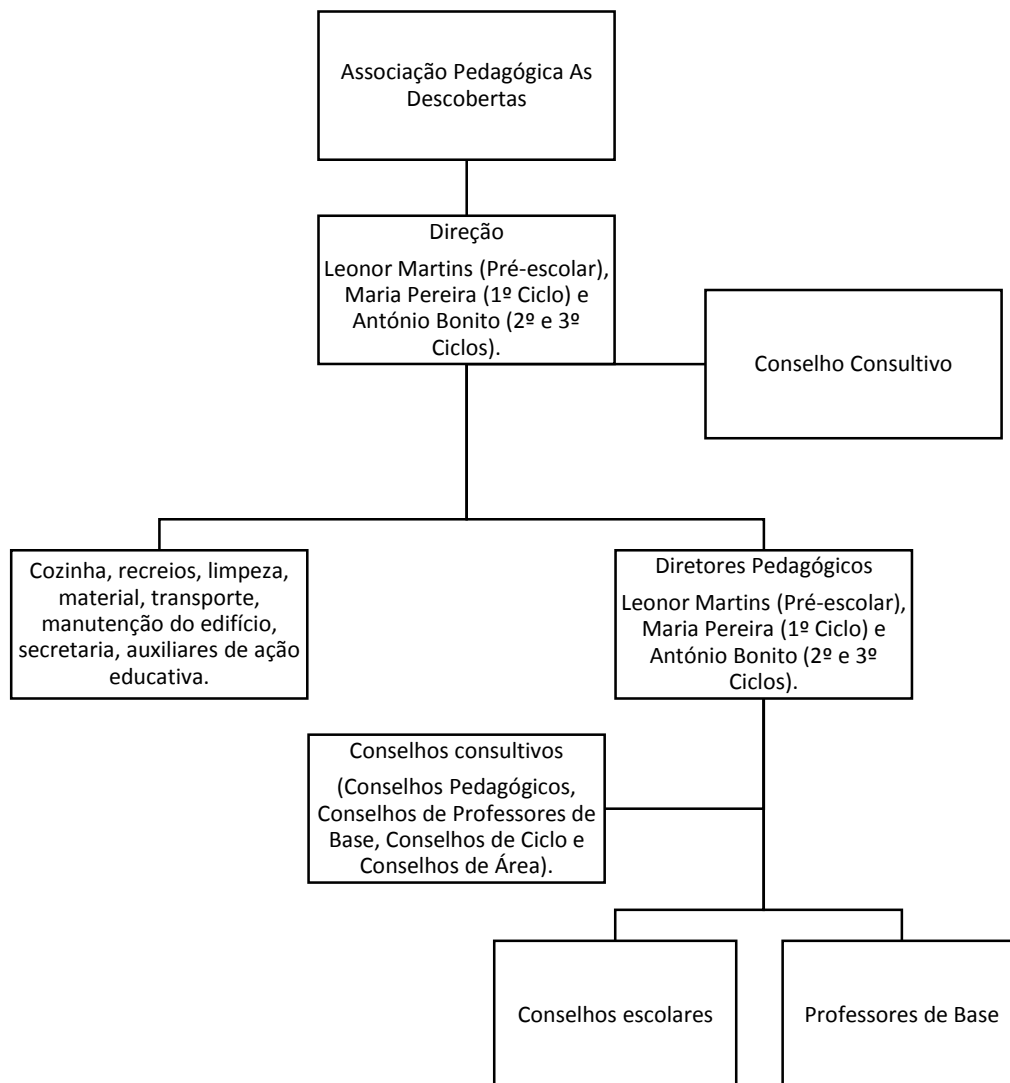 Associação Pedagógica As
Descobertas
Direção
Leonor Martins (Pré-escolar),
Maria Pereira (1º Ciclo) e
António Bonito (2º e 3º
Ciclos).
Conselho Consultivo
Cozinha, recreios, limpeza,
material, transporte,
manutenção do edifício,
secretaria, auxiliares de ação
educativa.
Diretores Pedagógicos
Leonor Martins (Pré-escolar),
Maria Pereira (1º Ciclo) e
António Bonito (2º e 3º
Ciclos).
Conselhos consultivos
(Conselhos Pedagógicos,
Conselhos de Professores de
Base, Conselhos de Ciclo e
Conselhos de Área).
Conselhos escolares
Professores de Base